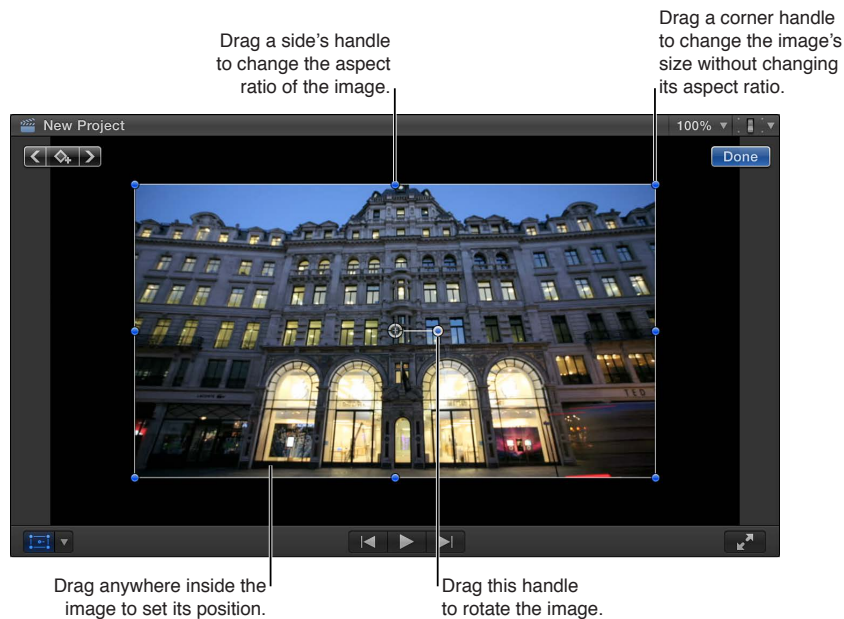 Drag a side's handle
to change the aspect
ratio of the image.
Drag a corner handle
to change the image's
size without changing
its aspect ratio.
New Project
100%
Done
TED
Drag anywhere inside the
image to set its position.
Drag this handle
to rotate the image.